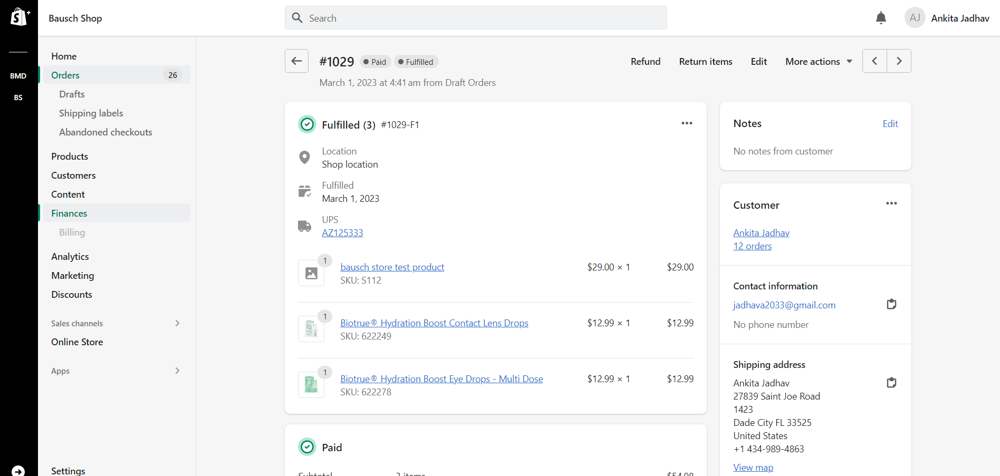 Bausch Shop
Search
AJ
Ankita Jadhav
BMD
BS
Home
Orders 26
Drafts
Shipping labels
Abandoned checkouts
Products
Customers
Content
Finances
Billing
Analytics
Marketing
Discounts
Sales channels
Online Store
Apps
Settings
#1029 Paid Fulfilled
March 1, 2023 at 4:41 am from Draft Orders
Refund Return items Edit More actions
Fulfilled (3) #1029-F1
Location
Shop location
Fulfilled
March 1, 2023
UPS
AZ125333
1
bausch store test product $29.00 × 1 $29.00
SKU: S112
1
Biotrue® Hydration Boost Contact Lens Drops $12.99 × 1 $12.99
SKU: 622249
1
Biotrue® Hydration Boost Eye Drops - Multi Dose $12.99 × 1 $12.99
SKU: 622278
Paid
Subtotal 3 items $54.98
Notes Edit
No notes from customer
Customer
Ankita Jadhav
12 orders
Contact information
jadhava2033@gmail.com
No phone number
Shipping address
Ankita Jadhav
27839 Saint Joe Road
1423
Dade City FL 33525
United States
+1 434-989-4863
View map